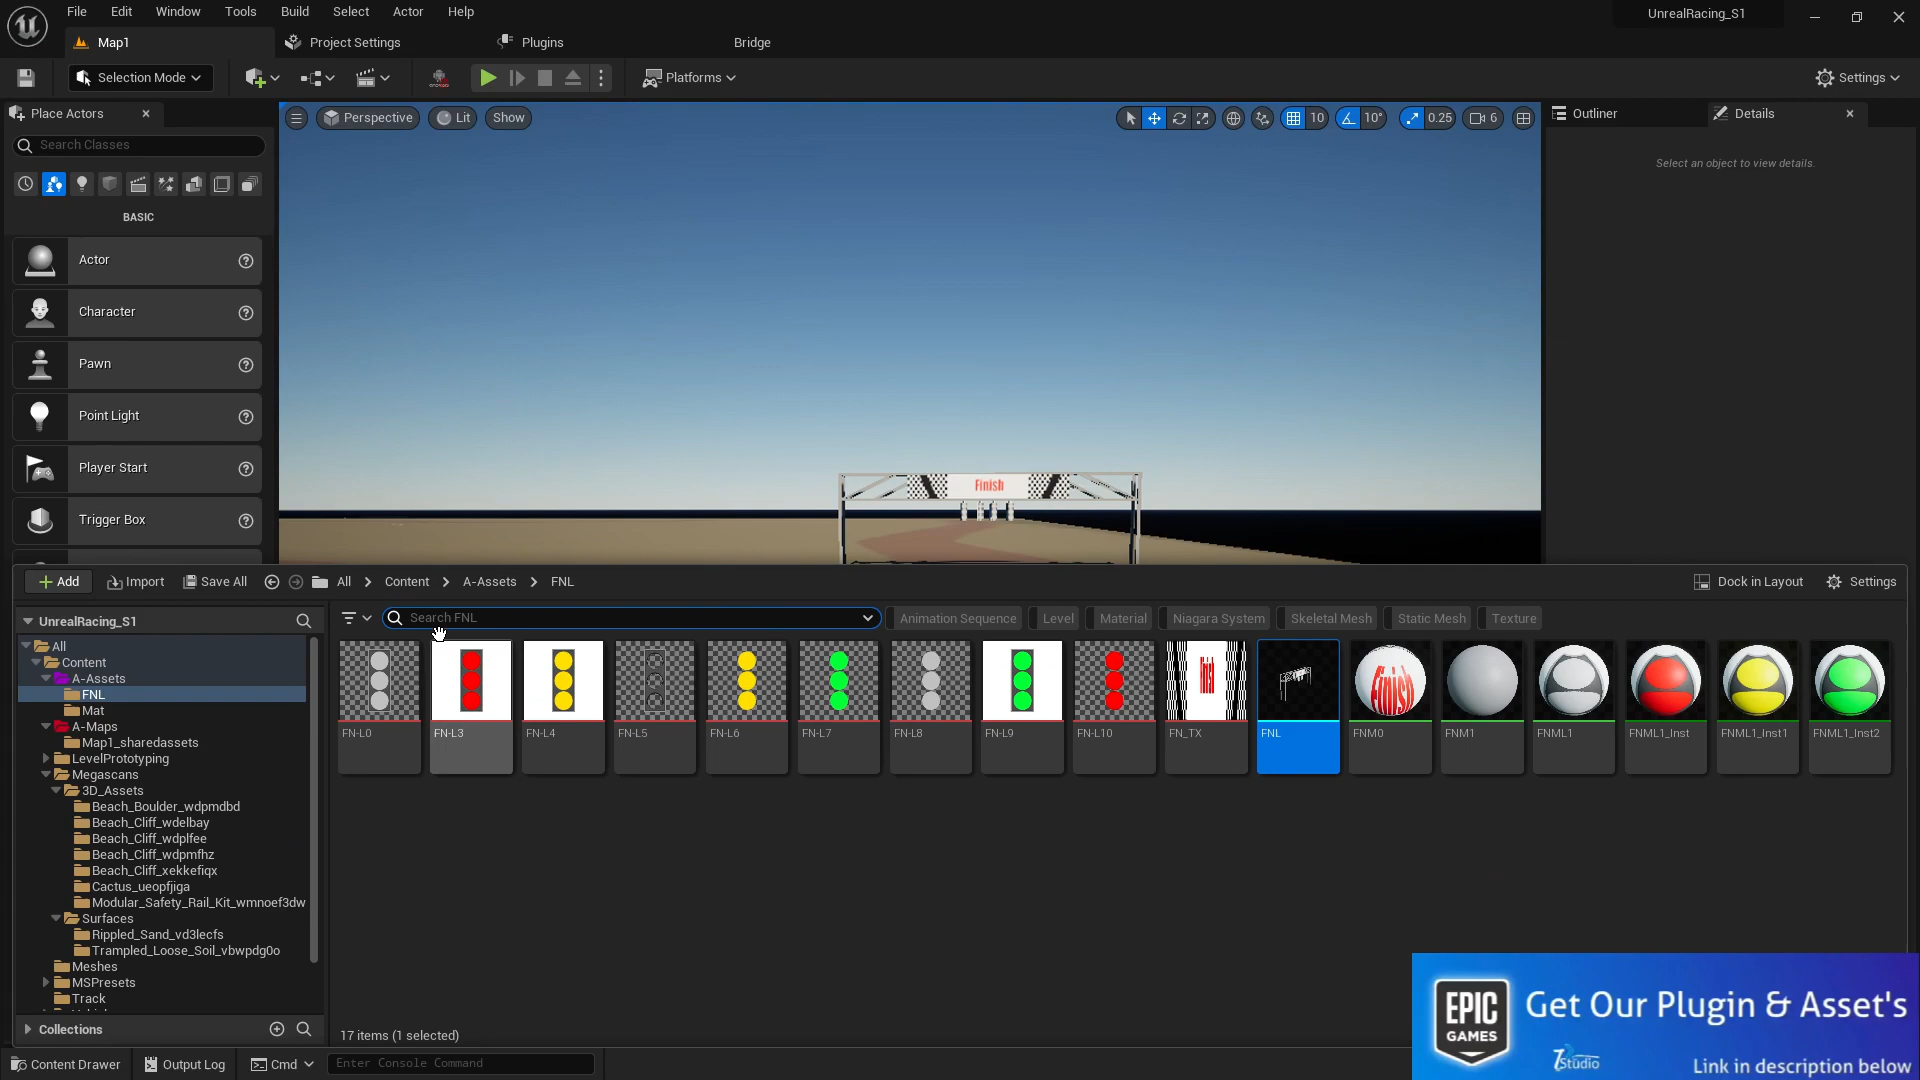 File Edit Window Tools Build Select Actor Help
UnrealRacing_S1
Map1 Project Settings Plugins Bridge
Selection Mode
Platforms
Settings
Place Actors
Search Classes
BASIC
Actor
Character
Pawn
Point Light
Player Start
Trigger Box
Perspective Lit Show
10 10° 0.25 6
Finish
Outliner Details
Select an object to view details.
Add Import Save All All Content A-Assets FNL
Dock in Layout Settings
UnrealRacing_S1
All
Content
A-Assets
FNL
Mat
A-Maps
Map1_sharedassets
LevelPrototyping
Megascans
3D_Assets
Beach_Boulder_wdpmdbd
Beach_Cliff_wdelbay
Beach_Cliff_wdplfee
Beach_Cliff_wdpmfhz
Beach_Cliff_xekkefiqx
Cactus_ueopfjiga
Modular_Safety_Rail_Kit_wmnoef3dw
Surfaces
Rippled_Sand_vd3lecfs
Trampled_Loose_Soil_vbwpdg0o
Meshes
MSPresets
Track
Collections
Search FNL
Animation Sequence Level Material Niagara System Skeletal Mesh Static Mesh Texture
finish
Finish
FN-L0 FN-L3 FN-L4 FN-L5 FN-L6 FN-L7 FN-L8 FN-L9 FN-L10 FN_TX FNL FNM0 FNM1 FNML1 FNML1_Inst FNML1_Inst1 FNML1_Inst2
17 items (1 selected)
Content Drawer Output Log Cmd Enter Console Command
EPIC
GAMES
Get Our Plugin & Asset's
7Studio
Link in description below